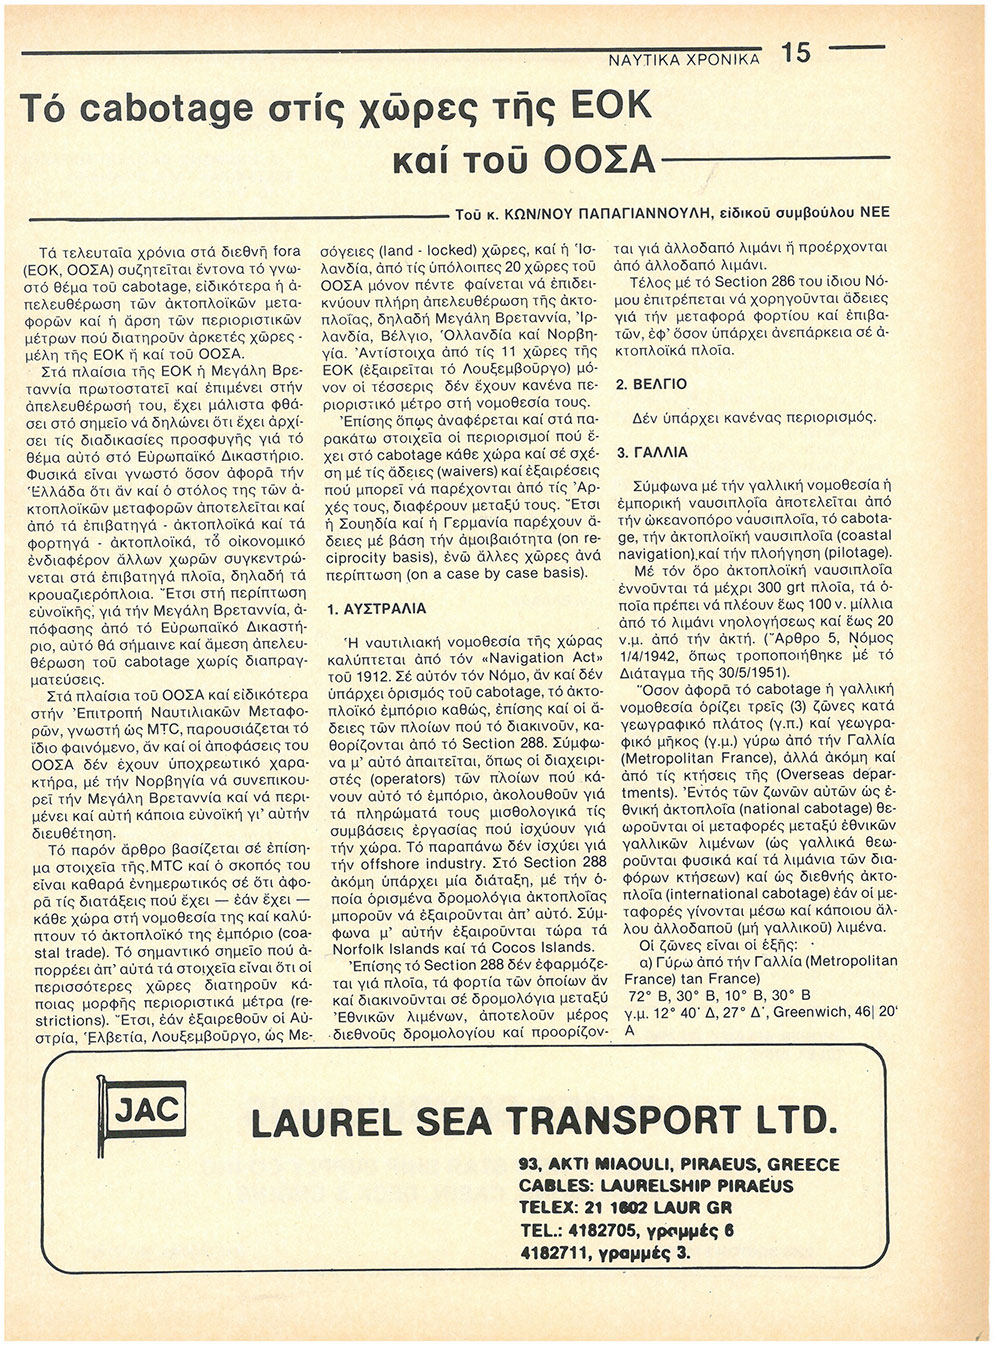 ΝΑΥΤΙΚΑ ΧΡΟΝΙΚΑ 15
Τό cabotage στίς χῶρες τῆς ΕΟΚ
καί τοῦ ΟΟΣΑ
Τοῦ κ. ΚΩΝ/ΝΟΥ ΠΑΠΑΓΙΑΝΝΟΥΛΗ, εἰδικοῦ συμβούλου ΝΕΕ
Τά τελευταῖα χρόνια στά διεθνῆ fora
(ΕΟΚ, ΟΟΣΑ) συζητεῖται ἔντονα τό γνω-
στό θέμα τοῦ cabotage, εἰδικότερα ἡ ἀ-
πελευθέρωση τῶν ἀκτοπλοϊκῶν μετα-
φορῶν καί ἡ ἄρση τῶν περιοριστικῶν
μέτρων πού διατηροῦν ἀρκετές χῶρες -
μέλη τῆς ΕΟΚ ἤ καί τοῦ ΟΟΣΑ.
Στά πλαίσια τῆς ΕΟΚ ἡ Μεγάλη Βρε-
ταννία πρωτοστατεῖ καί ἐπιμένει στήν
ἀπελευθέρωσή του, ἔχει μάλιστα φθά-
σει στό σημεῖο νά δηλώνει ὅτι ἔχει ἀρχί-
σει τίς διαδικασίες προσφυγῆς γιά τό
θέμα αὐτό στό Εὐρωπαϊκό Δικαστήριο.
Φυσικά εἶναι γνωστό ὅσον ἀφορᾶ τήν
Ἑλλάδα ὅτι ἄν καί ὁ στόλος της τῶν ἀ-
κτοπλοϊκῶν μεταφορῶν ἀποτελεῖται καί
ἀπό τά ἐπιβατηγά - ἀκτοπλοϊκά καί τά
φορτηγά - ἀκτοπλοϊκά, τό οἰκονομικό
ἐνδιαφέρον ἄλλων χωρῶν συγκεντρώ-
νεται στά ἐπιβατηγά πλοῖα, δηλαδή τά
κρουαζιερόπλοια. Ἔτσι στή περίπτωση
εὐνοϊκῆς, γιά τήν Μεγάλη Βρεταννία, ἀ-
πόφασης ἀπό τό Εὐρωπαϊκό Δικαστή-
ριο, αὐτό θά σήμαινε καί ἄμεση ἀπελευ-
θέρωση τοῦ cabotage χωρίς διαπραγ-
ματεύσεις.
Στά πλαίσια τοῦ ΟΟΣΑ καί εἰδικότερα
στήν Ἐπιτροπή Ναυτιλιακῶν Μεταφο-
ρῶν, γνωστή ὡς MTC, παρουσιάζεται τό
ἴδιο φαινόμενο, ἄν καί οἱ ἀποφάσεις του
ΟΟΣΑ δέν ἔχουν ὑποχρεωτικό χαρα-
κτήρα, μέ τήν Νορβηγία νά συνεπικου-
ρεῖ τήν Μεγάλη Βρεταννία καί νά περι-
μένει καί αὐτή κάποια εὐνοϊκή γι' αὐτήν
διευθέτηση.
Τό παρόν ἄρθρο βασίζεται σέ ἐπίση-
μα στοιχεῖα τῆς MTC καί ὁ σκοπός του
εἶναι καθαρά ἐνημερωτικός σέ ὅτι ἀφο-
ρᾶ τίς διατάξεις πού ἔχει — ἐάν ἔχει —
κάθε χώρα στή νομοθεσία της καί καλύ-
πτουν τό ἀκτοπλοϊκό της ἐμπόριο (coa-
stal trade). Τό σημαντικό σημεῖο πού ἀ-
πορρέει ἀπ' αὐτά τά στοιχεῖα εἶναι ὅτι οἱ
περισσότερες χῶρες διατηροῦν κά-
ποιας μορφῆς περιοριστικά μέτρα (re-
strictions). Ἔτσι, ἐάν ἐξαιρεθοῦν οἱ Αὐ-
στρία, Ἑλβετία, Λουξεμβοῦργο, ὡς Με-
σόγειες (land - locked) χῶρες, καί ἡ Ἰσ-
λανδία, ἀπό τίς ὑπόλοιπες 20 χῶρες τοῦ
ΟΟΣΑ μόνον πέντε φαίνεται νά ἐπιδει-
κνύουν πλήρη ἀπελευθέρωση τῆς ἀκτο-
πλοΐας, δηλαδή Μεγάλη Βρεταννία, Ἰρ-
λανδία, Βέλγιο, Ὁλλανδία καί Νορβη-
γία. Ἀντίστοιχα ἀπό τίς 11 χῶρες τῆς
ΕΟΚ (ἐξαιρεῖται τό Λουξεμβοῦργο) μό-
νον οἱ τέσσερις δέν ἔχουν κανένα πε-
ριοριστικό μέτρο στή νομοθεσία τους.
Ἐπίσης ὅπως ἀναφέρεται καί στά πα-
ρακάτω στοιχεῖα οἱ περιορισμοί πού ἔ-
χει στό cabotage κάθε χώρα καί σέ σχέ-
ση μέ τίς ἄδειες (waivers) καί ἐξαιρέσεις
πού μπορεῖ νά παρέχονται ἀπό τίς Ἀρ-
χές τους, διαφέρουν μεταξύ τους. Ἔτσι
ἡ Σουηδία καί ἡ Γερμανία παρέχουν ἄ-
δειες μέ βάση τήν ἀμοιβαιότητα (on re-
ciprocity basis), ἐνῶ ἄλλες χῶρες ἀνά
περίπτωση (on a case by case basis).
1. ΑΥΣΤΡΑΛΙΑ
Ἡ ναυτιλιακή νομοθεσία τῆς χώρας
καλύπτεται ἀπό τόν «Navigation Act»
τοῦ 1912. Σέ αὐτόν τόν Νόμο, ἄν καί δέν
ὑπάρχει ὁρισμός τοῦ cabotage, τό ἀκτο-
πλοϊκό ἐμπόριο καθώς, ἐπίσης καί οἱ ἄ-
δειες τῶν πλοίων πού τό διακινοῦν, κα-
θορίζονται ἀπό τό Section 288. Σύμφω-
να μ' αὐτό ἀπαιτεῖται, ὅπως οἱ διαχειρι-
στές (operators) τῶν πλοίων πού κά-
νουν αὐτό τό ἐμπόριο, ἀκολουθοῦν γιά
τά πληρώματά τους μισθολογικά τίς
συμβάσεις ἐργασίας πού ἰσχύουν γιά
τήν χώρα. Τό παραπάνω δέν ἰσχύει γιά
τήν offshore industry. Στό Section 288
ἀκόμη ὑπάρχει μία διάταξη, μέ τήν ὁ-
ποία ὁρισμένα δρομολόγια ἀκτοπλοΐας
μποροῦν νά ἐξαιροῦνται ἀπ' αὐτό. Σύμ-
φωνα μ' αὐτήν ἐξαιροῦνται τώρα τά
Norfolk Islands καί τά Cocos Islands.
Ἐπίσης τό Section 288 δέν ἐφαρμόζε-
ται γιά πλοῖα, τά φορτία τῶν ὁποίων ἄν
καί διακινοῦνται σέ δρομολόγια μεταξύ
Ἐθνικῶν λιμένων, ἀποτελοῦν μέρος
διεθνοῦς δρομολογίου καί προορίζον-
ται γιά ἀλλοδαπό λιμάνι ἤ προέρχονται
ἀπό ἀλλοδαπό λιμάνι.
Τέλος μέ τό Section 286 του ἰδιου Νό-
μου ἐπιτρέπεται νά χορηγοῦνται ἄδειες
γιά τήν μεταφορά φορτίου καί ἐπιβα-
τῶν, ἐφ' ὅσον ὑπάρχει ἀνεπάρκεια σέ ἀ-
κτοπλοϊκά πλοῖα.
2. ΒΕΛΓΙΟ
Δέν ὑπάρχει κανένας περιορισμός.
3. ΓΑΛΛΙΑ
Σύμφωνα μέ τήν γαλλική νομοθεσία ἡ
ἐμπορική ναυσιπλοΐα ἀποτελεῖται ἀπό
τήν ὠκεανοπόρο ναυσιπλοΐα, τό cabota-
ge, τήν ἀκτοπλοϊκή ναυσιπλοΐα (coastal
navigation) καί τήν πλοήγηση (pilotage).
Μέ τόν ὅρο ἀκτοπλοϊκή ναυσιπλοΐα
ἐννοῦνται τά μέχρι 300 grt πλοῖα, τά ὁ-
ποῖα πρέπει νά πλέουν ἕως 100 ν. μίλλια
ἀπό τό λιμάνι νηολογήσεως καί ἕως 20
ν.μ. ἀπό τήν ἀκτή. (Ἄρθρο 5, Νόμος
1/4/1942, ὅπως τροποποιήθηκε μέ τό
Διάταγμα τῆς 30/5/1951).
Ὅσον ἀφορᾶ τό cabotage ἡ γαλλική
νομοθεσία ὁρίζει τρεῖς (3) ζῶνες κατά
γεωγραφικό πλάτος (γ.π.) καί γεωγρα-
φικό μῆκος (γ.μ.) γύρω ἀπό τήν Γαλλία
(Metropolitan France), ἀλλά ἀκόμη καί
ἀπό τίς κτήσεις τῆς (Overseas depar-
tments). Ἐντός τῶν ζωνῶν αὐτῶν ὡς ἐ-
θνική ἀκτοπλοΐα (national cabotage) θε-
ωροῦνται οἱ μεταφορές μεταξύ ἐθνικῶν
γαλλικῶν λιμένων (ὡς γαλλικά θεω-
ροῦνται φυσικά καί τά λιμάνια τῶν δια-
φόρων κτήσεων) καί ὡς διεθνής ἀκτο-
πλοΐα (international cabotage) ἐάν οἱ με-
ταφορές γίνονται μέσω καί κάποιου ἄλ-
λου ἀλλοδαποῦ (μή γαλλικοῦ) λιμένα.
Οἱ ζῶνες εἶναι οἱ ἑξῆς:
α) Γύρω ἀπό τήν Γαλλία (Metropolitan
France) tan France)
72° Β, 30° Β, 10° Β, 30° Β
γ.μ. 12° 40' Δ, 27° Δ', Greenwich, 46| 20'
Α
JAC
LAUREL SEA TRANSPORT LTD.
93, AKTI MIAOULI, PIRAEUS, GREECE
CABLES: LAURELSHIP PIRAEUS
TELEX: 21 1602 LAUR GR
TEL.: 4182705, γραμμές 6
4182711, γραμμές 3.